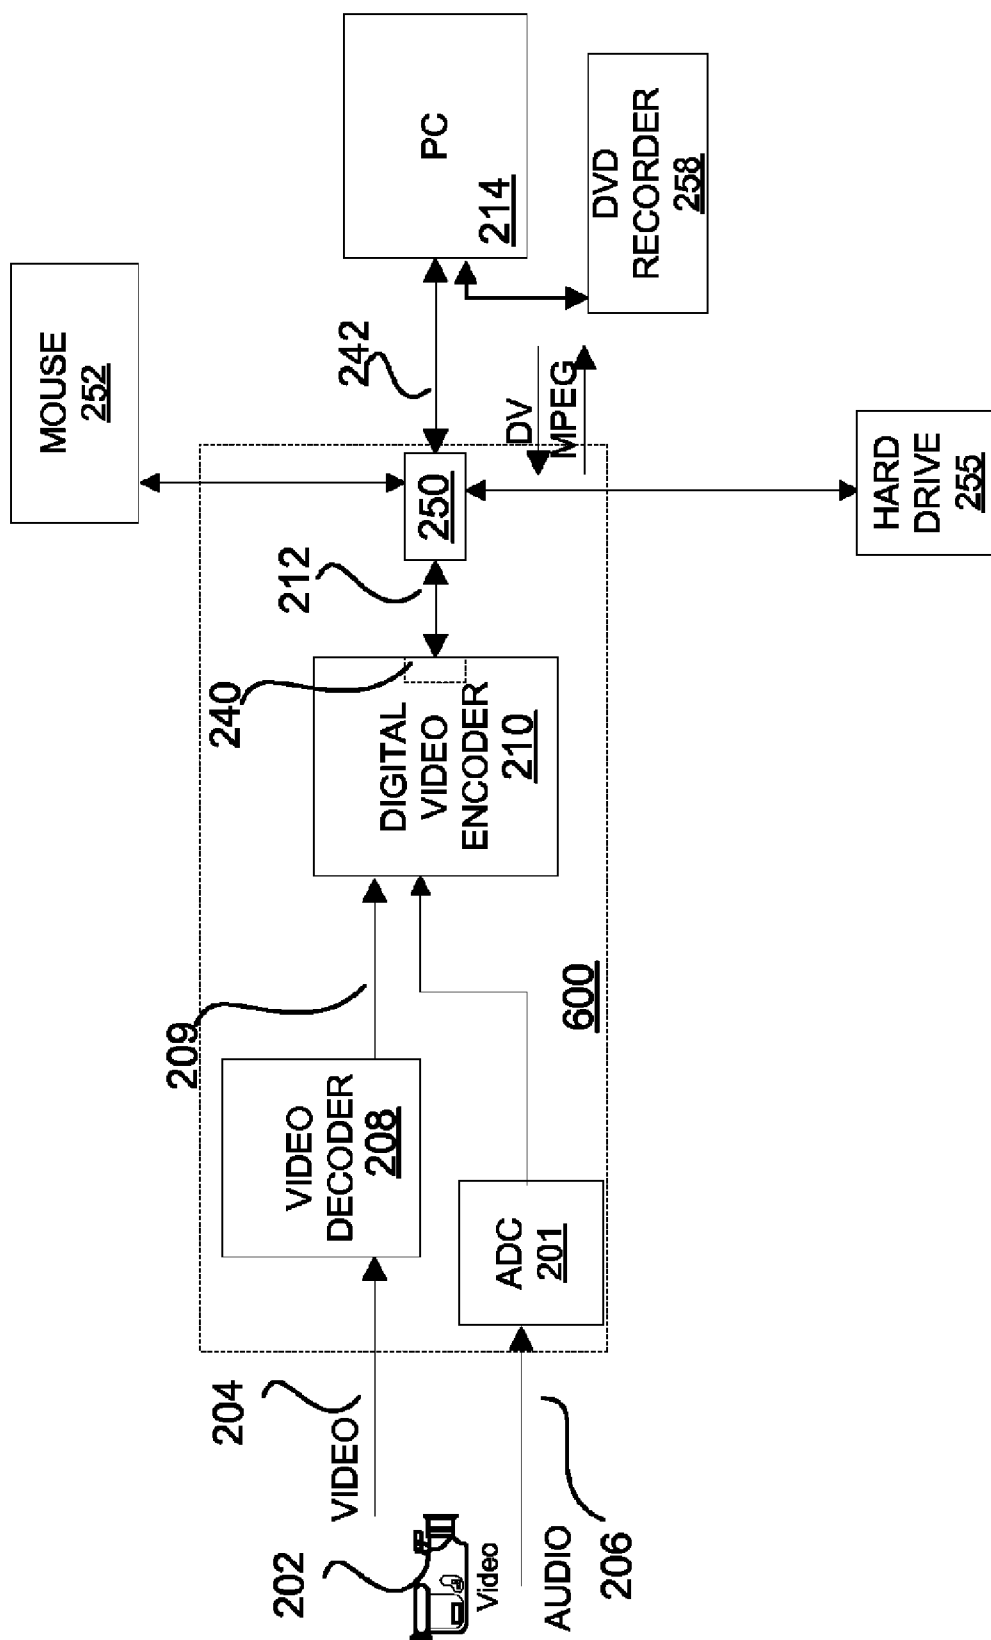 202
Video
204
VIDEO
AUDIO
206
VIDEO
DECODER
208
ADC
201
209
600
240
DIGITAL
VIDEO
ENCODER
210
212
250
MOUSE
252
242
DV
MPEG
PC
214
DVD
RECORDER
258
HARD
DRIVE
255